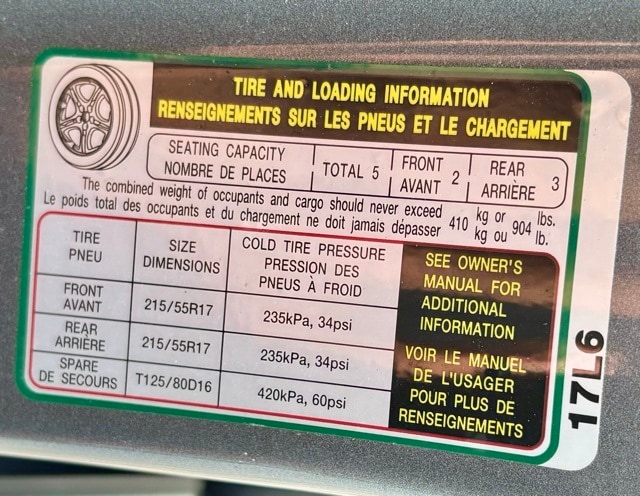 TIRE AND LOADING INFORMATION
RENSEIGNEMENTS SUR LES PNEUS ET LE CHARGEMENT
SEATING CAPACITY
NOMBRE DE PLACES
TOTAL 5
FRONT
AVANT 2
REAR
ARRIÈRE 3
The combined weight of occupants and cargo should never exceed 410 kg or 904 lbs.
Le poids total des occupants et du chargement ne doit jamais dépasser kg ou lb.
TIRE
PNEU
SIZE
DIMENSIONS
COLD TIRE PRESSURE
PRESSION DES
PNEUS À FROID
FRONT
AVANT
215/55R17
235kPa, 34psi
REAR
ARRIÈRE
215/55R17
235kPa, 34psi
SPARE
DE SECOURS
T125/80D16
420kPa, 60psi
SEE OWNER'S
MANUAL FOR
ADDITIONAL
INFORMATION
VOIR LE MANUEL
DE L'USAGER
POUR PLUS DE
RENSEIGNEMENTS
17L6